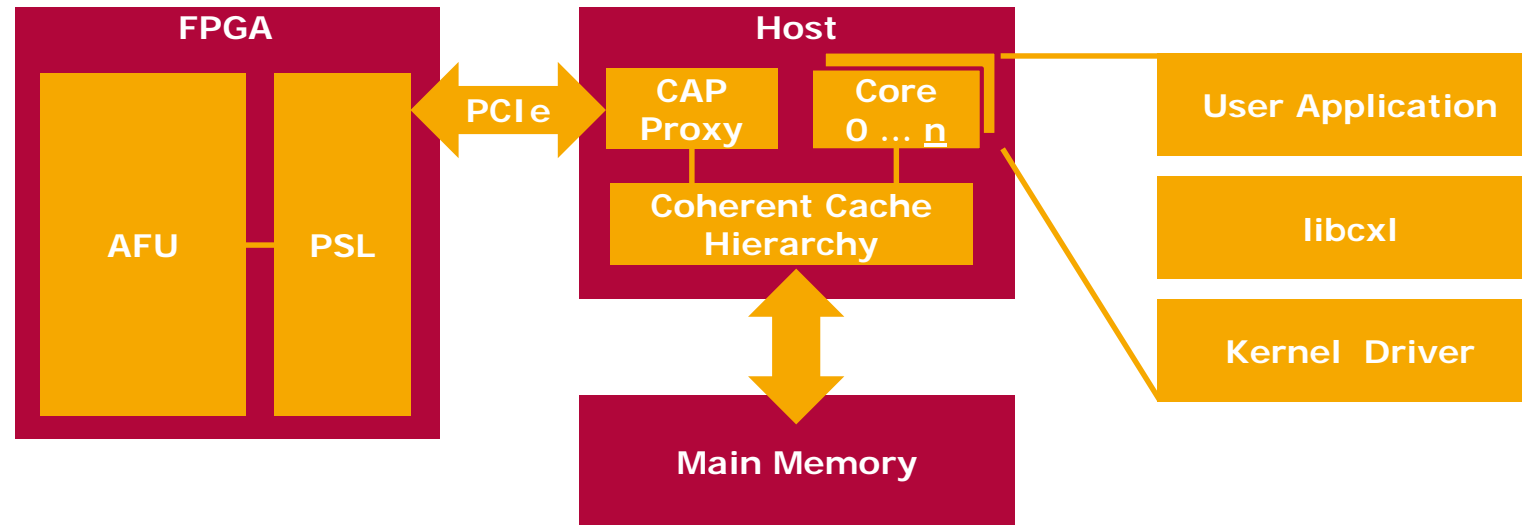 FPGA
AFU
PSL
PCIe
Host
CAP
Proxy
Core
0 ... n
Coherent Cache
Hierarchy
Main Memory
User Application
libcxl
Kernel Driver